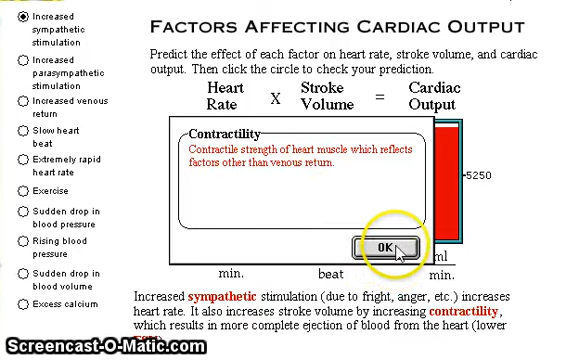 Increased
sympathetic
stimulation
Increased
parasympathetic
stimulation
Increased venous
return
Slow heart
beat
Extremely rapid
heart rate
Exercise
Sudden drop in
blood pressure
Rising blood
pressure
Sudden drop in
blood volume
Excess calcium
Factors Affecting Cardiac Output
Predict the effect of each factor on heart rate, stroke volume, and cardiac
output. Then click the circle to check your prediction.
Heart Stroke Cardiac
Rate X Volume = Output
Contractility
Contractile strength of heart muscle which reflects
factors other than venous return.
OK
5250
ml
min. beat min.
Increased sympathetic stimulation (due to fright, anger, etc.) increases
heart rate. It also increases stroke volume by increasing contractility,
which results in more complete ejection of blood from the heart (lower
Screencast-O-Matic.com